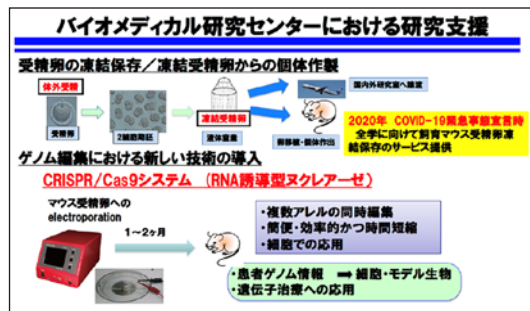 バイオメディカル研究センターにおける研究支援
受精卵の凍結保存／凍結受精卵からの個体作製
体外受精
受精卵
2細胞期胚
凍結受精卵
液体窒素
国内外研究室へ譲渡
卵移植・個体作出
2020年 COVID-19緊急事態宣言時
全学に向けて飼育マウス受精卵凍
結保存のサービス提供
ゲノム編集における新しい技術の導入
CRISPR/Cas9システム （RNA誘導型ヌクレアーゼ）
マウス受精卵への
electroporation
1～2ヶ月
・複数アレルの同時編集
・簡便・効率的かつ時間短縮
・細胞での応用
・患者ゲノム情報 ➡ 細胞・モデル生物
・遺伝子治療への応用